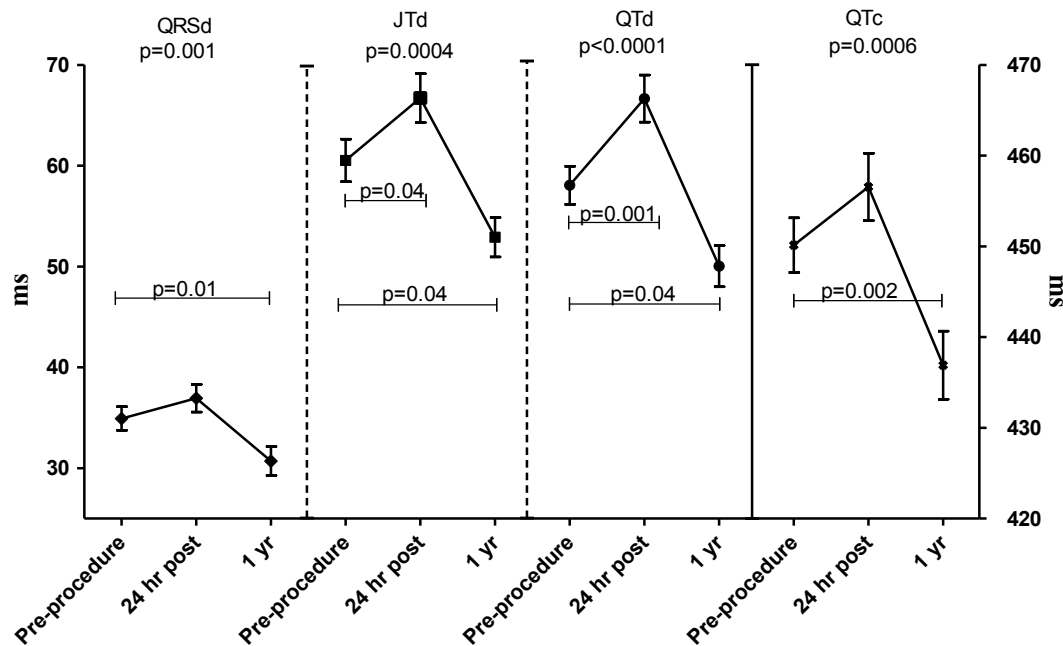 QRSd
p=0.001
JTd
p=0.0004
QTd
p<0.0001
QTc
p=0.0006
70
60
50
40
30
ms
470
460
450
440
430
420
ms
p=0.01
p=0.04
p=0.04
p=0.001
p=0.04
p=0.002
Pre-procedure
24 hr post
1 yr
Pre-procedure
24 hr post
1 yr
Pre-procedure
24 hr post
1 yr
Pre-procedure
24 hr post
1 yr